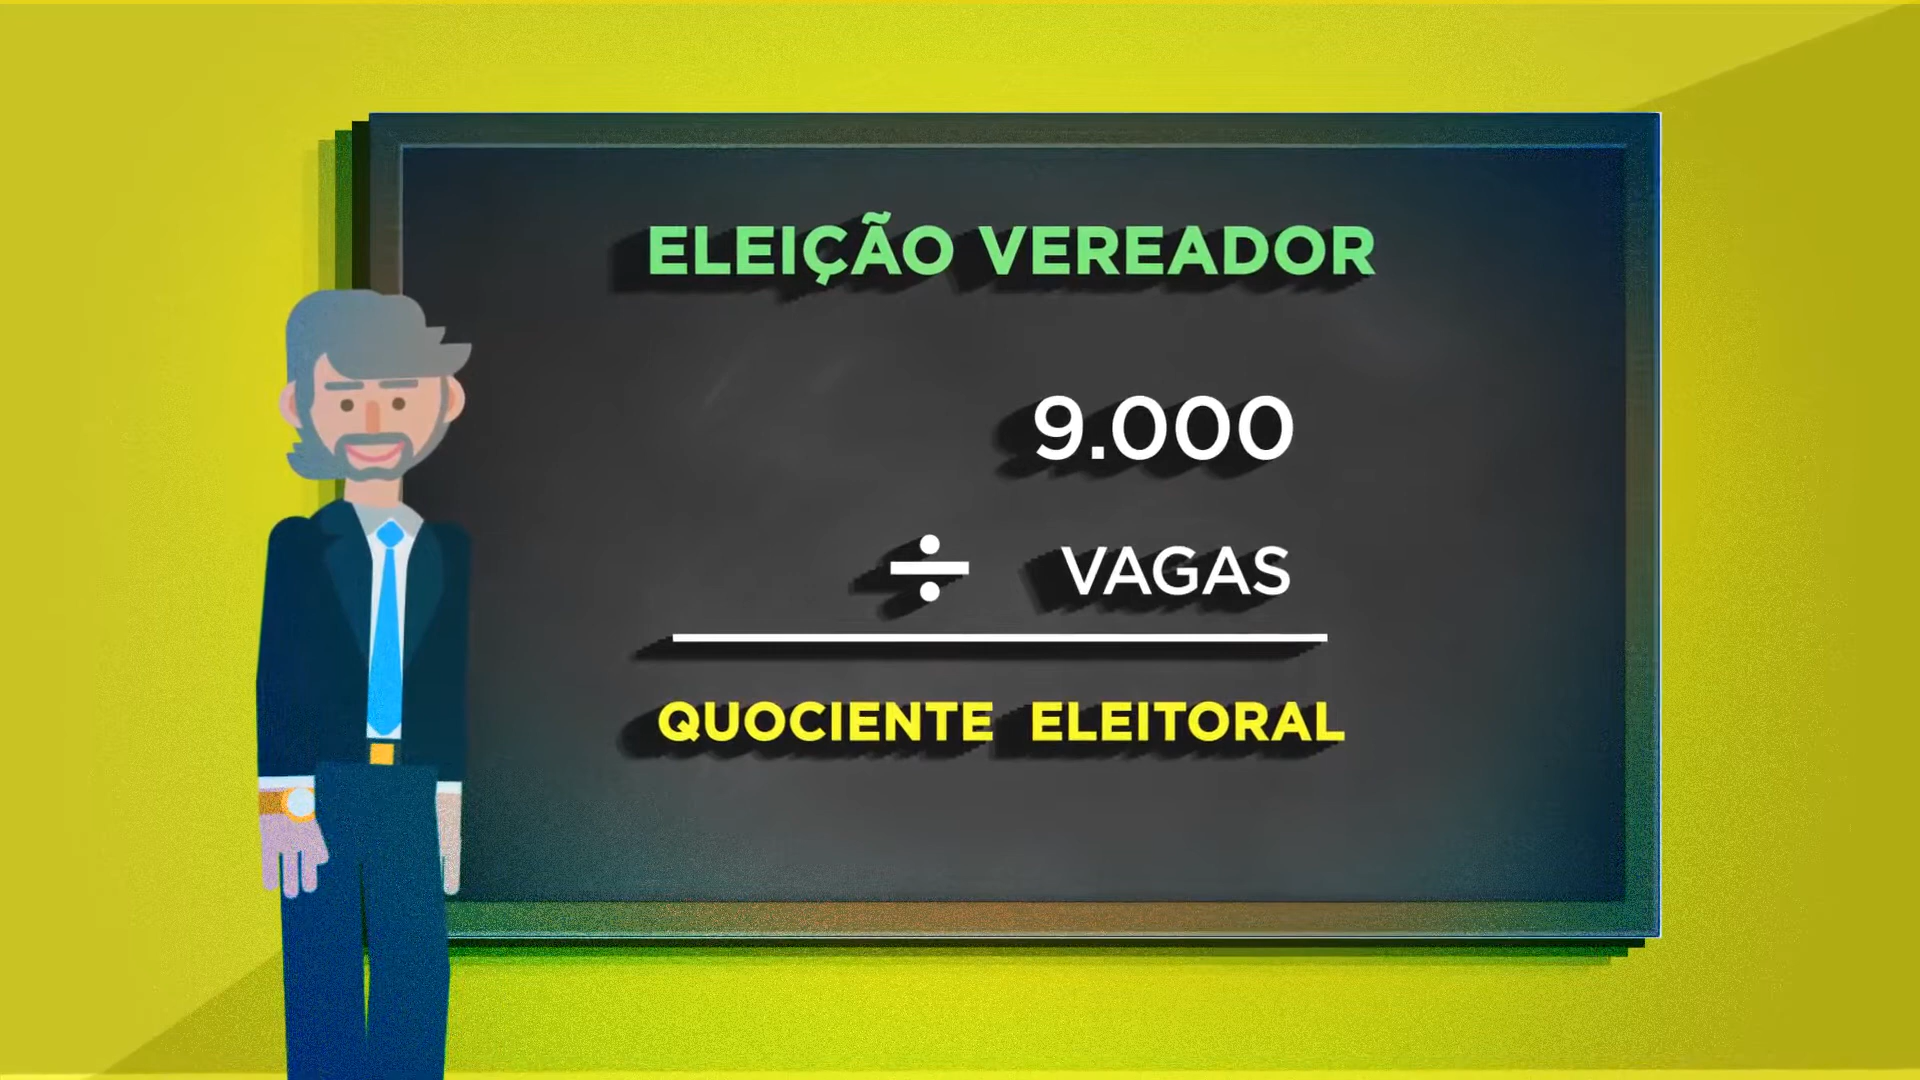 ELEIÇÃO VEREADOR
9.000
÷ VAGAS
QUOCIENTE ELEITORAL